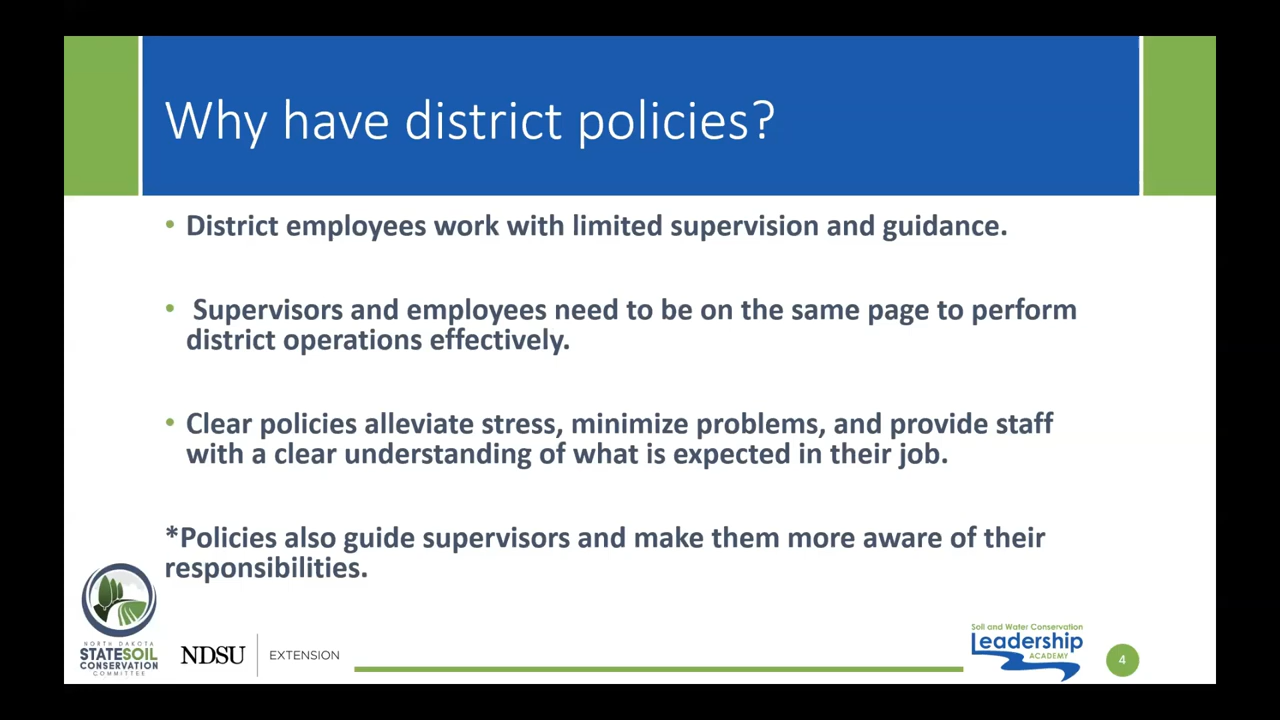 Why have district policies?
• District employees work with limited supervision and guidance.
• Supervisors and employees need to be on the same page to perform
district operations effectively.
• Clear policies alleviate stress, minimize problems, and provide staff
with a clear understanding of what is expected in their job.
*Policies also guide supervisors and make them more aware of their
responsibilities.
NORTH DAKOTA
STATE SOIL
CONSERVATION
COMMITTEE
NDSU
EXTENSION
Soil and Water Conservation
Leadership
ACADEMY
4